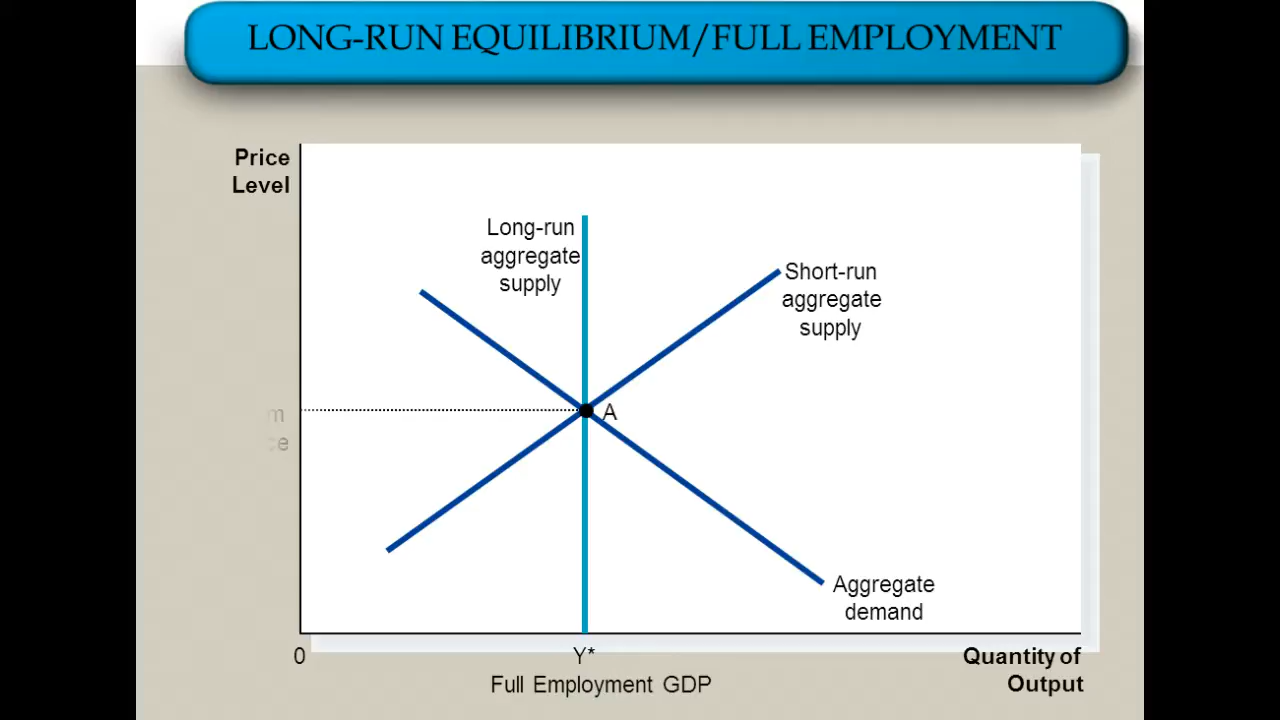 LONG-RUN EQUILIBRIUM/FULL EMPLOYMENT
Price
Level
Long-run
aggregate
supply
Short-run
aggregate
supply
A
Aggregate
demand
0
Y*
Full Employment GDP
Quantity of
Output